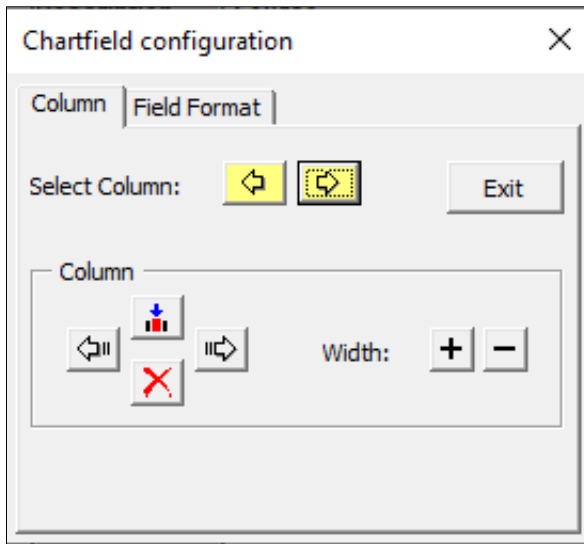 Chartfield configuration
Column Field Format
Select Column: Exit
Column
Width: